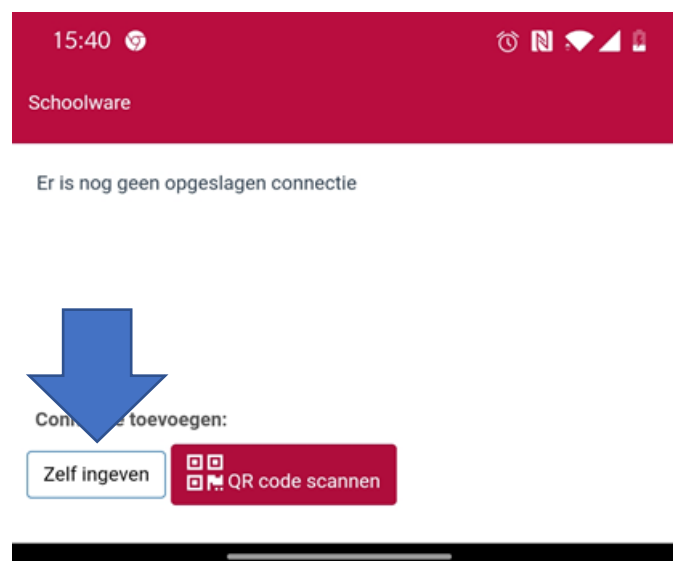 15:40
Schoolware
Er is nog geen opgeslagen connectie
toevoegen:
Zelf ingeven
QR code scannen